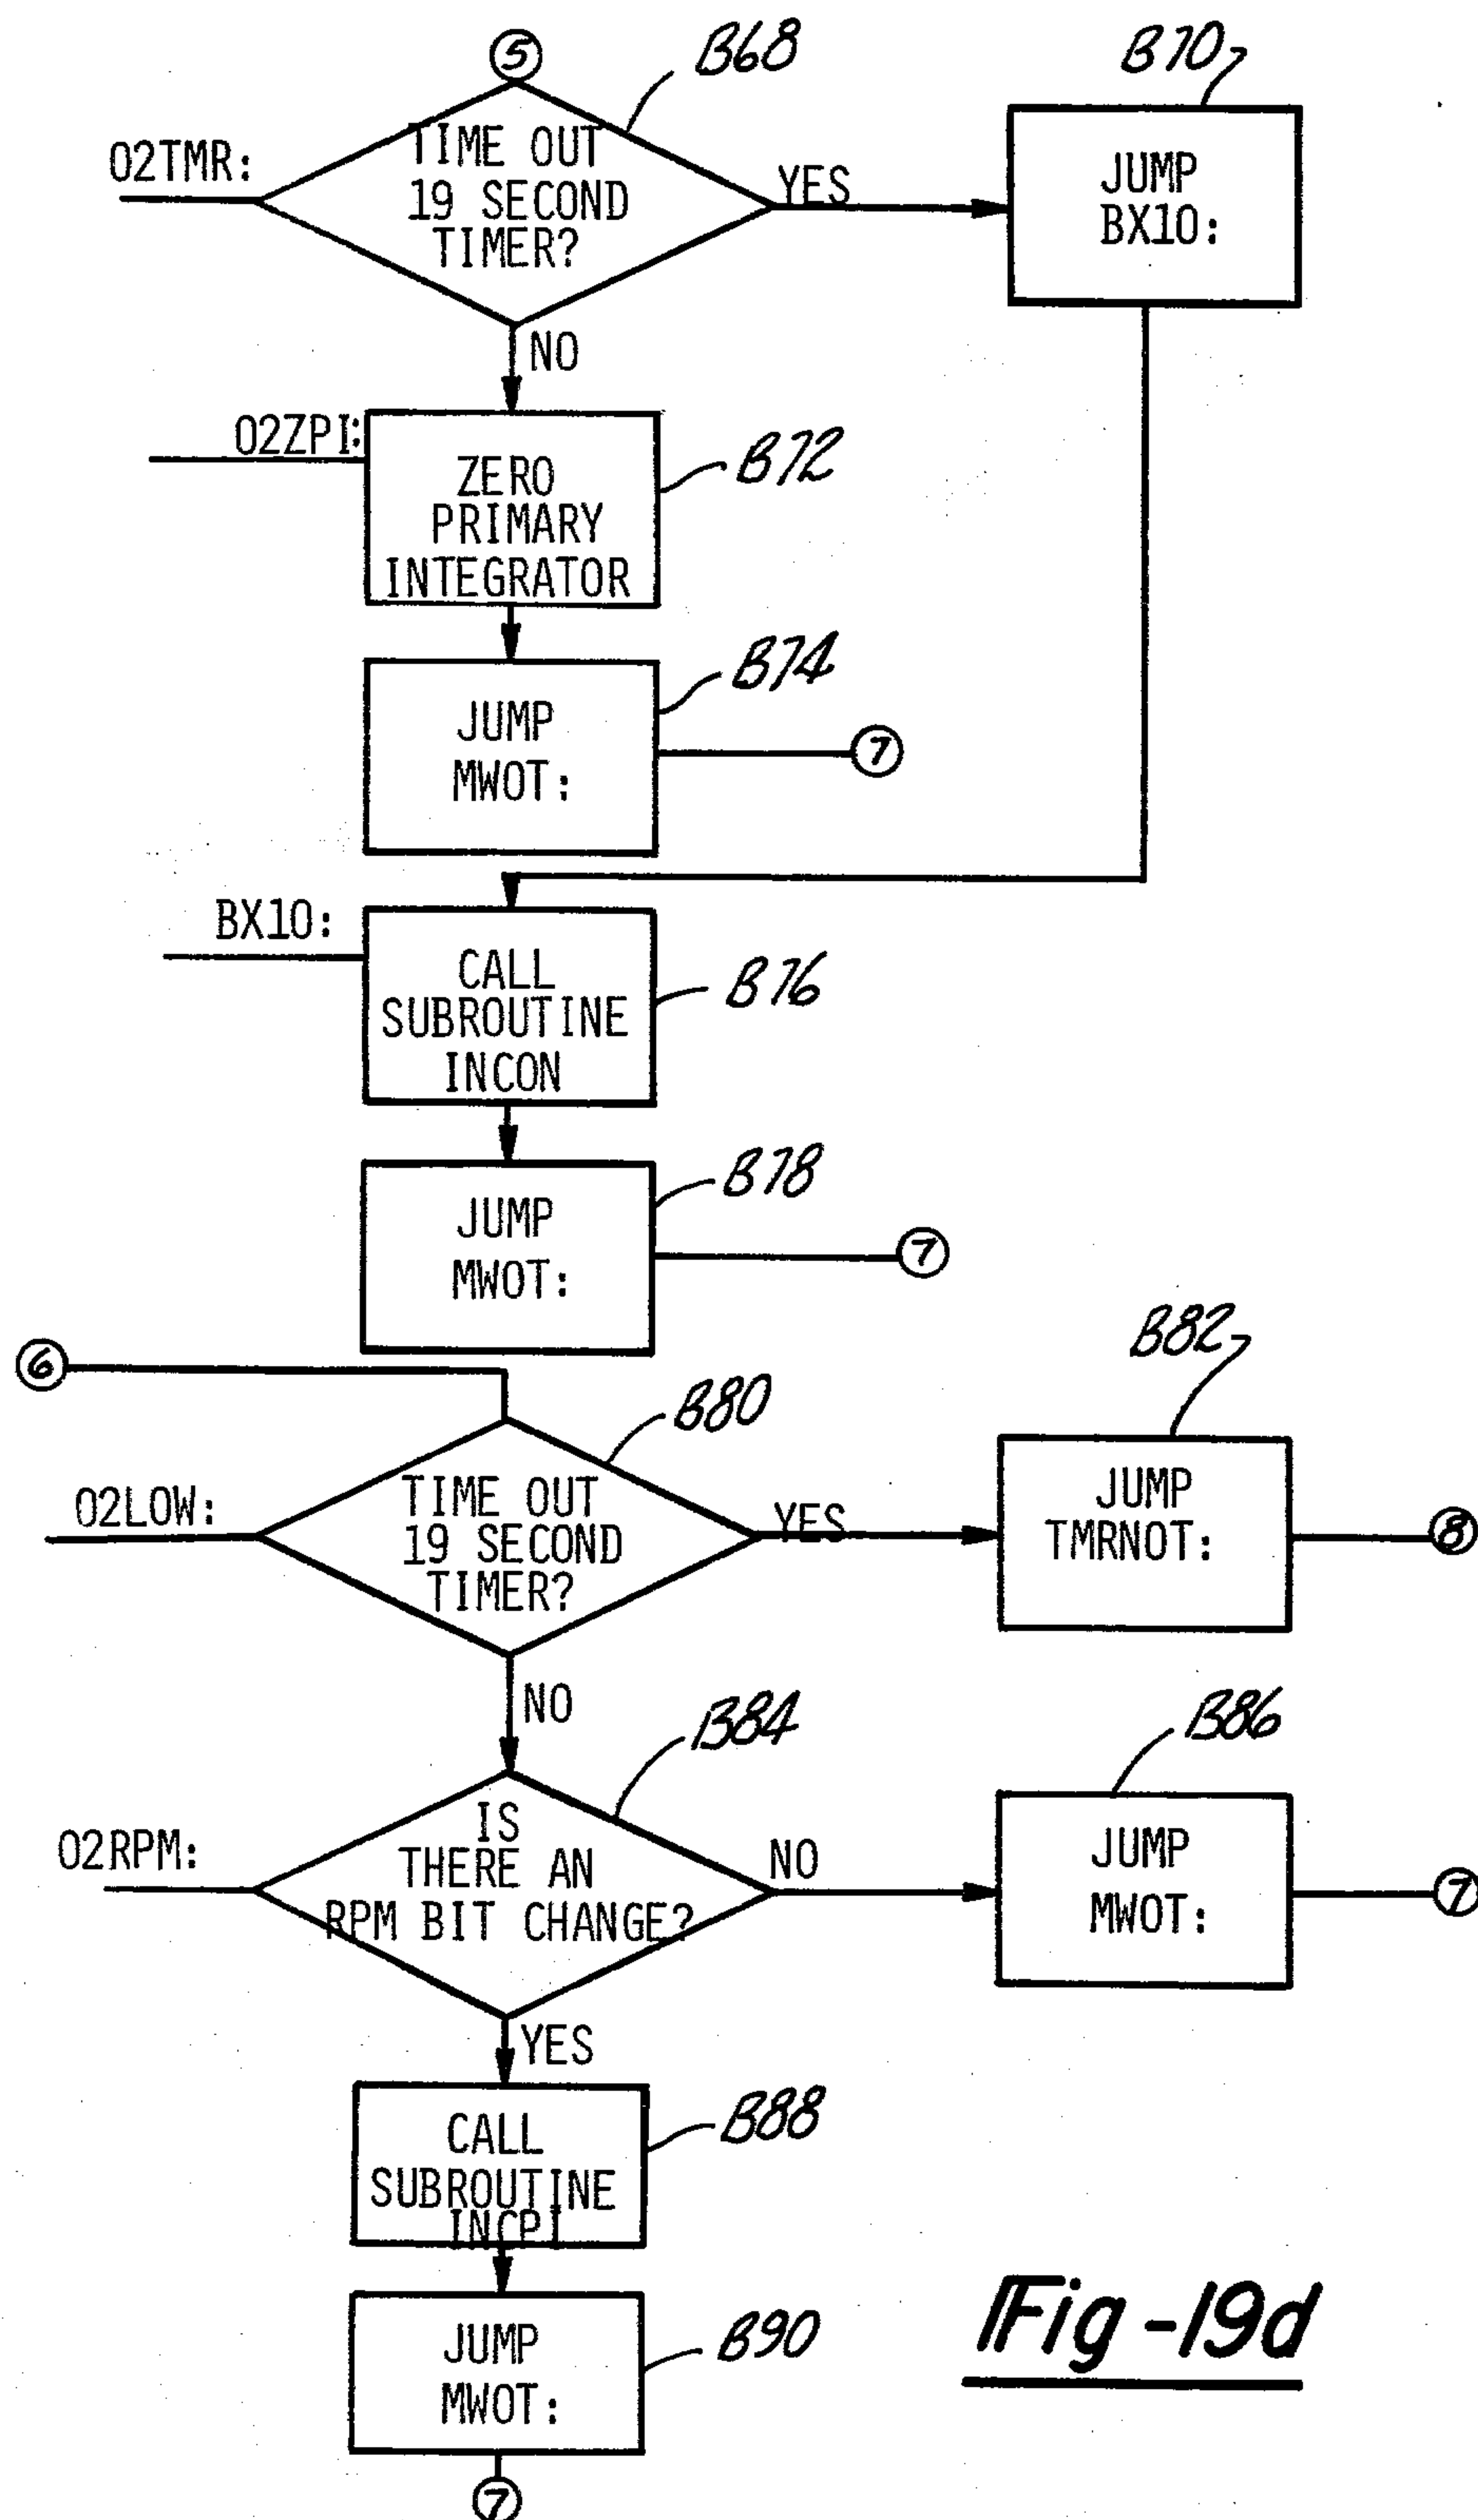 5
B68
B70
O2TMR:
TIME OUT
19 SECOND
TIMER?
YES
JUMP
BX10:
NO
O2ZPI:
ZERO
PRIMARY
INTEGRATOR
B72
JUMP
MWOT:
B74
7
BX10:
CALL
SUBROUTINE
INCON
B76
JUMP
MWOT:
B78
7
6
B80
B82
O2LOW:
TIME OUT
19 SECOND
TIMER?
YES
JUMP
TMRNOT:
8
NO
B84
B86
O2RPM:
IS
THERE AN
RPM BIT CHANGE?
NO
JUMP
MWOT:
7
YES
CALL
SUBROUTINE
INCPI
B88
JUMP
MWOT:
B90
7
Fig-19d